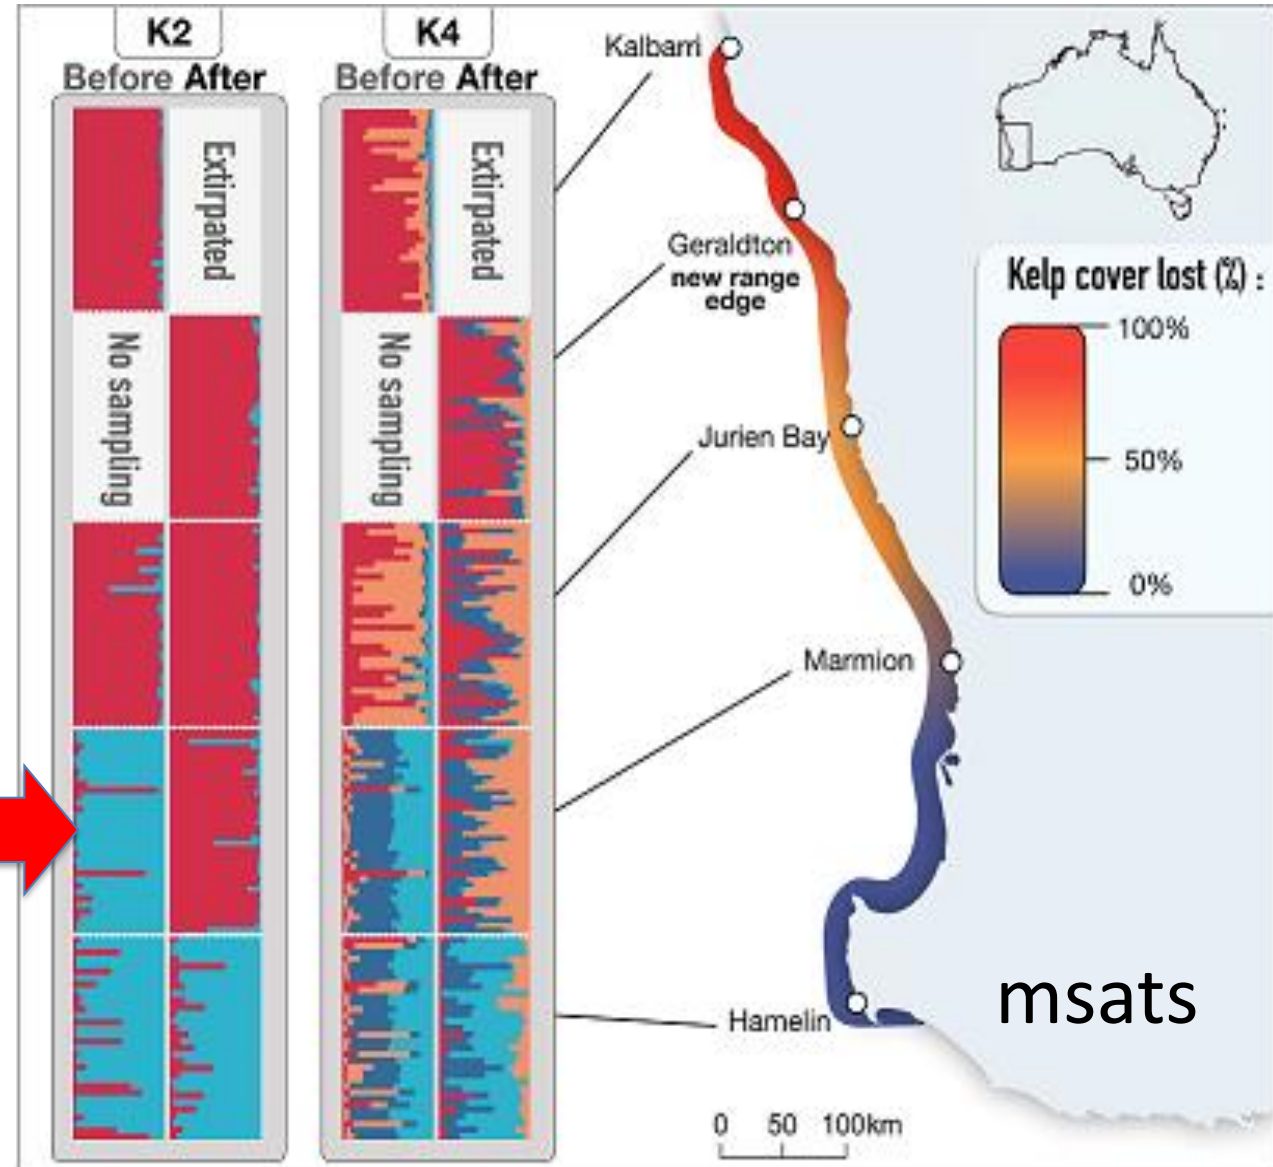 K2
K4
Before After
Before After
Extirpated
Extirpated
No sampling
No sampling
Kalbarri
Geraldton
new range
edge
Jurien Bay
Marmion
Hamelin
Kelp cover lost (%) :
100%
50%
0%
msats
0 50 100km